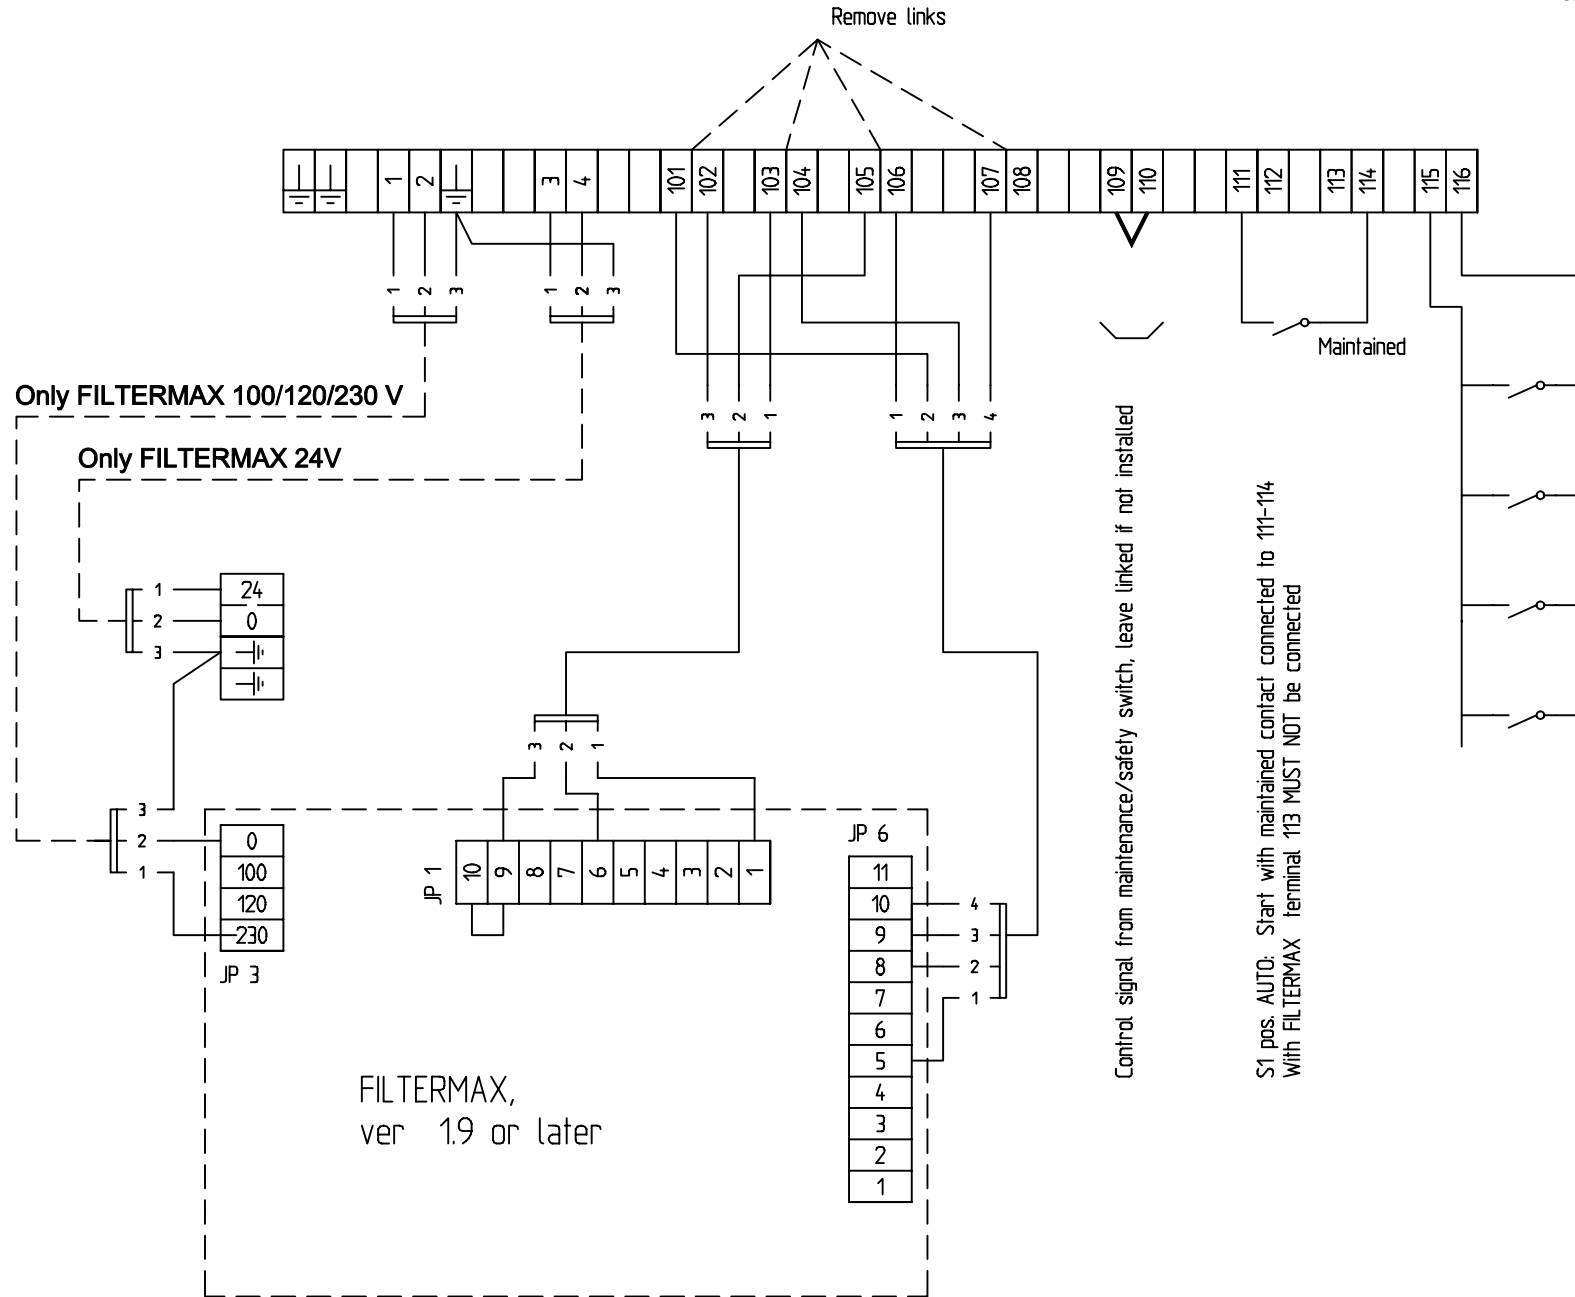 Remove links
1 2 3 4 101 102 103 104 105 106 107 108 109 110 111 112 113 114 115 116
1 2 3 1 2 3
Maintained
Only FILTERMAX 100/120/230 V
3 2 1 1 2 3 4
Only FILTERMAX 24V
Control signal from maintenance/safety switch, leave linked if not installed
S1 pos. AUTO: Start with maintained contact connected to 111-114
With FILTERMAX terminal 113 MUST NOT be connected
1 24
2 0
3
3 2 1
3
2 0
1 100
120
230
JP 3
JP 1
10 9 8 7 6 5 4 3 2 1
JP 6
11
10 4
9 3
8 2
7 1
6
5
4
3
2
1
FILTERMAX,
ver 1.9 or later